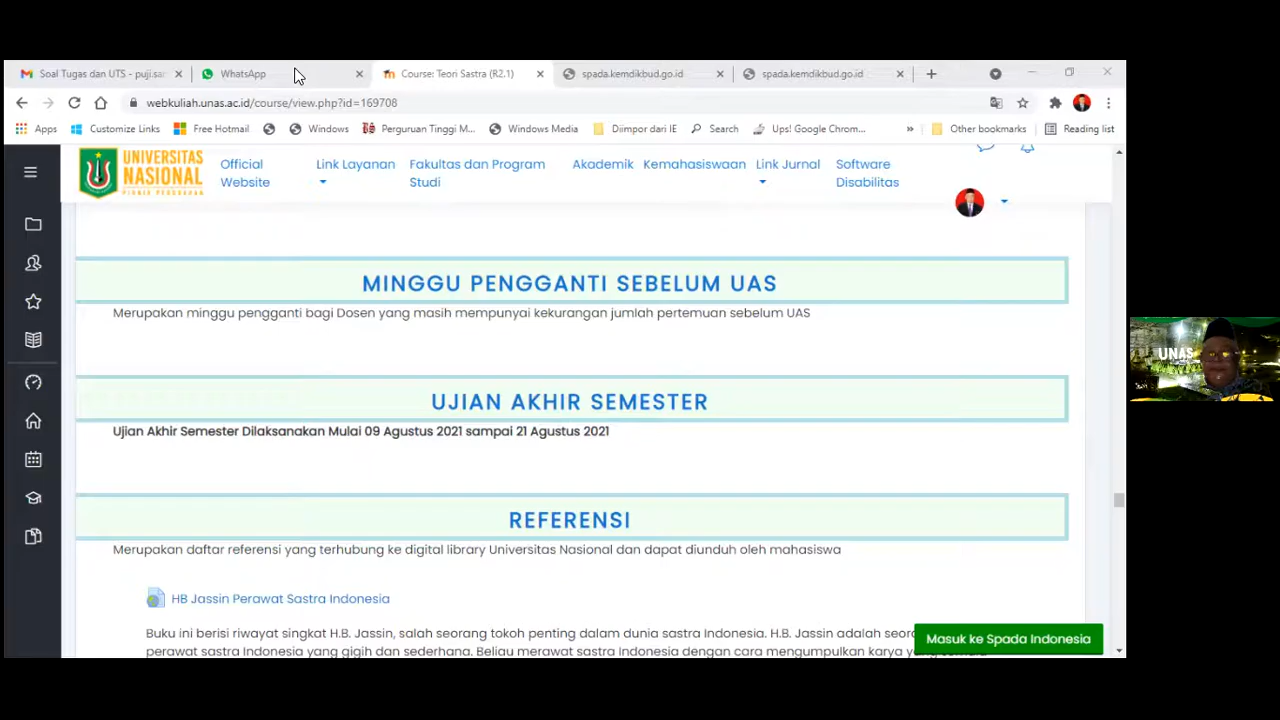 Soal Tugas dan UTS - puji.sar
WhatsApp
Course: Teori Sastra (R2.1)
spada.kemdikbud.go.id
spada.kemdikbud.go.id
webkuliah.unas.ac.id/course/view.php?id=169708
Apps
Customize Links
Free Hotmail
Windows
Perguruan Tinggi M...
Windows Media
Diimpor dari IE
Search
Ups! Google Chrom...
»
Other bookmarks
Reading list
UNIVERSITAS
NASIONAL
PIONIR PERUBAHAN
Official
Website
Link Layanan
Fakultas dan Program
Studi
Akademik
Kemahasiswaan
Link Jurnal
Software
Disabilitas
MINGGU PENGGANTI SEBELUM UAS
Merupakan minggu pengganti bagi Dosen yang masih mempunyai kekurangan jumlah pertemuan sebelum UAS
UJIAN AKHIR SEMESTER
Ujian Akhir Semester Dilaksanakan Mulai 09 Agustus 2021 sampai 21 Agustus 2021
UNAS
REFERENSI
Merupakan daftar referensi yang terhubung ke digital library Universitas Nasional dan dapat diunduh oleh mahasiswa
HB Jassin Perawat Sastra Indonesia
Buku ini berisi riwayat singkat H.B. Jassin, salah seorang tokoh penting dalam dunia sastra Indonesia. H.B. Jassin adalah seora
Masuk ke Spada Indonesia
perawat sastra Indonesia yang gigih dan sederhana. Beliau merawat sastra Indonesia dengan cara mengumpulkan karya yang